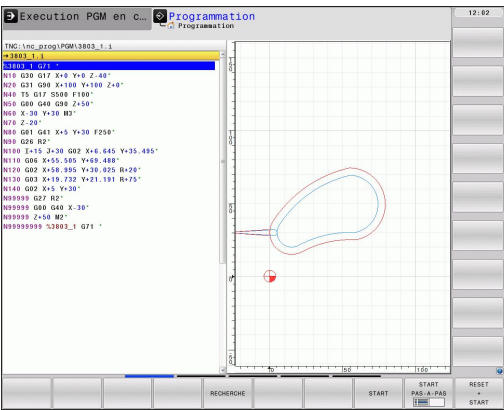 Execution PGM en c...
Programmation
Programmation
12:02
TNC:\nc_prog\PGM\3803_1.i
→3803_1.i
%3803_1 G71 *
N10 G30 G17 X+0 Y+0 Z-40*
N20 G31 G90 X+100 Y+100 Z+0*
N40 T5 G17 S500 F100*
N50 G00 G40 G90 Z+50*
N60 X-30 Y+30 M3*
N70 Z-20*
N80 G01 G41 X+5 Y+30 F250*
N90 G26 R2*
N100 I+15 J+30 G02 X+6.645 Y+35.495*
N110 G06 X+55.505 Y+69.488*
N120 G02 X+58.995 Y+30.025 R+20*
N130 G03 X+19.732 Y+21.191 R+75*
N140 G02 X+5 Y+30*
N99999 G27 R2*
N99999 G00 G40 X-30*
N99999 Z+50 M2*
N99999999 %3803_1 G71 *
0
50
100
RECHERCHE
START
START
PAS-A-PAS
RESET
+
START